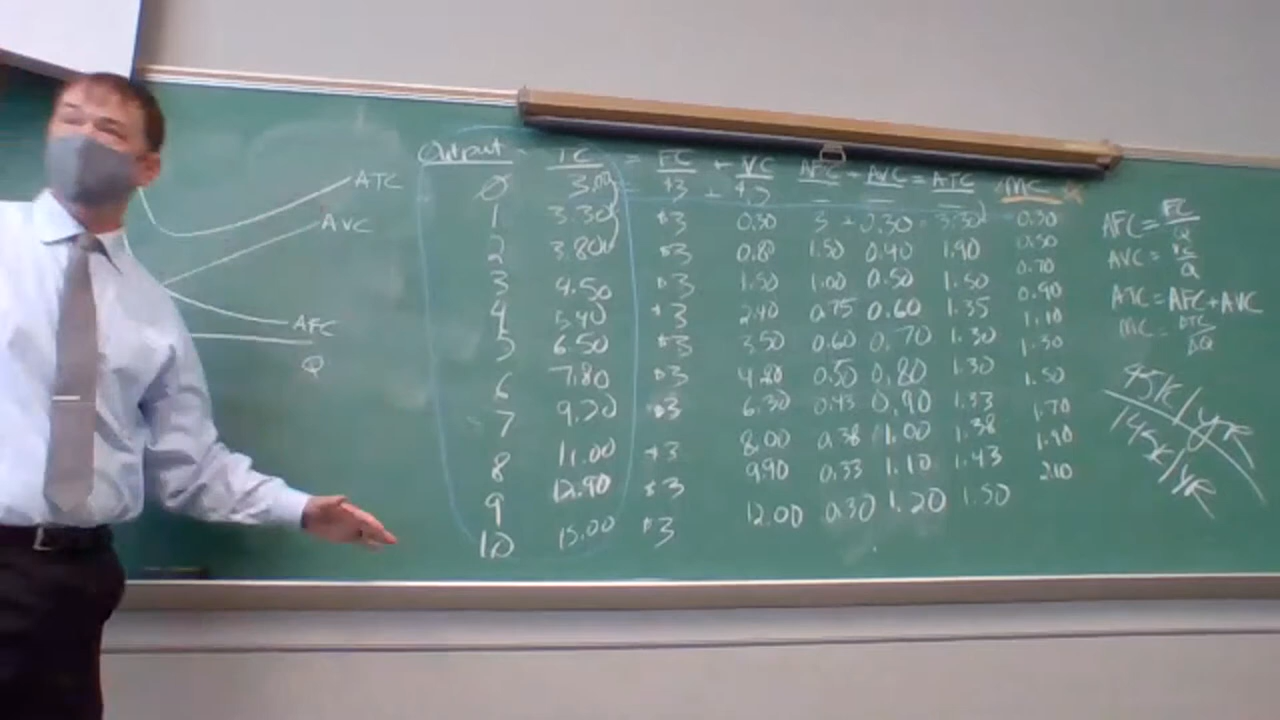 ATC
AVC
AFC
Q
Output TC = FC + VC AFC + AVC = ATC MC
0 3.00 $3 +
1 3.30 $3 0.30 3 + 0.30 3.30 0.30
2 3.80 $3 0.80 1.50 0.40 1.90 0.50
3 4.50 $3 1.50 1.00 0.50 1.50 0.70
4 5.40 $3 2.40 0.75 0.60 1.35 0.90
5 6.50 $3 3.50 0.60 0.70 1.30 1.10
6 7.80 $3 4.80 0.50 0.80 1.30 1.30
7 9.30 $3 6.30 0.43 0.90 1.33 1.50
8 11.00 $3 8.00 0.38 1.00 1.38 1.70
9 12.90 $3 9.90 0.33 1.10 1.43 1.90
10 15.00 $3 12.00 0.30 1.20 1.50 2.10
AFC = FC
Q
AVC = VC
Q
ATC = AFC + AVC
MC = ΔTC
ΔQ
45K/YR
145K/YR